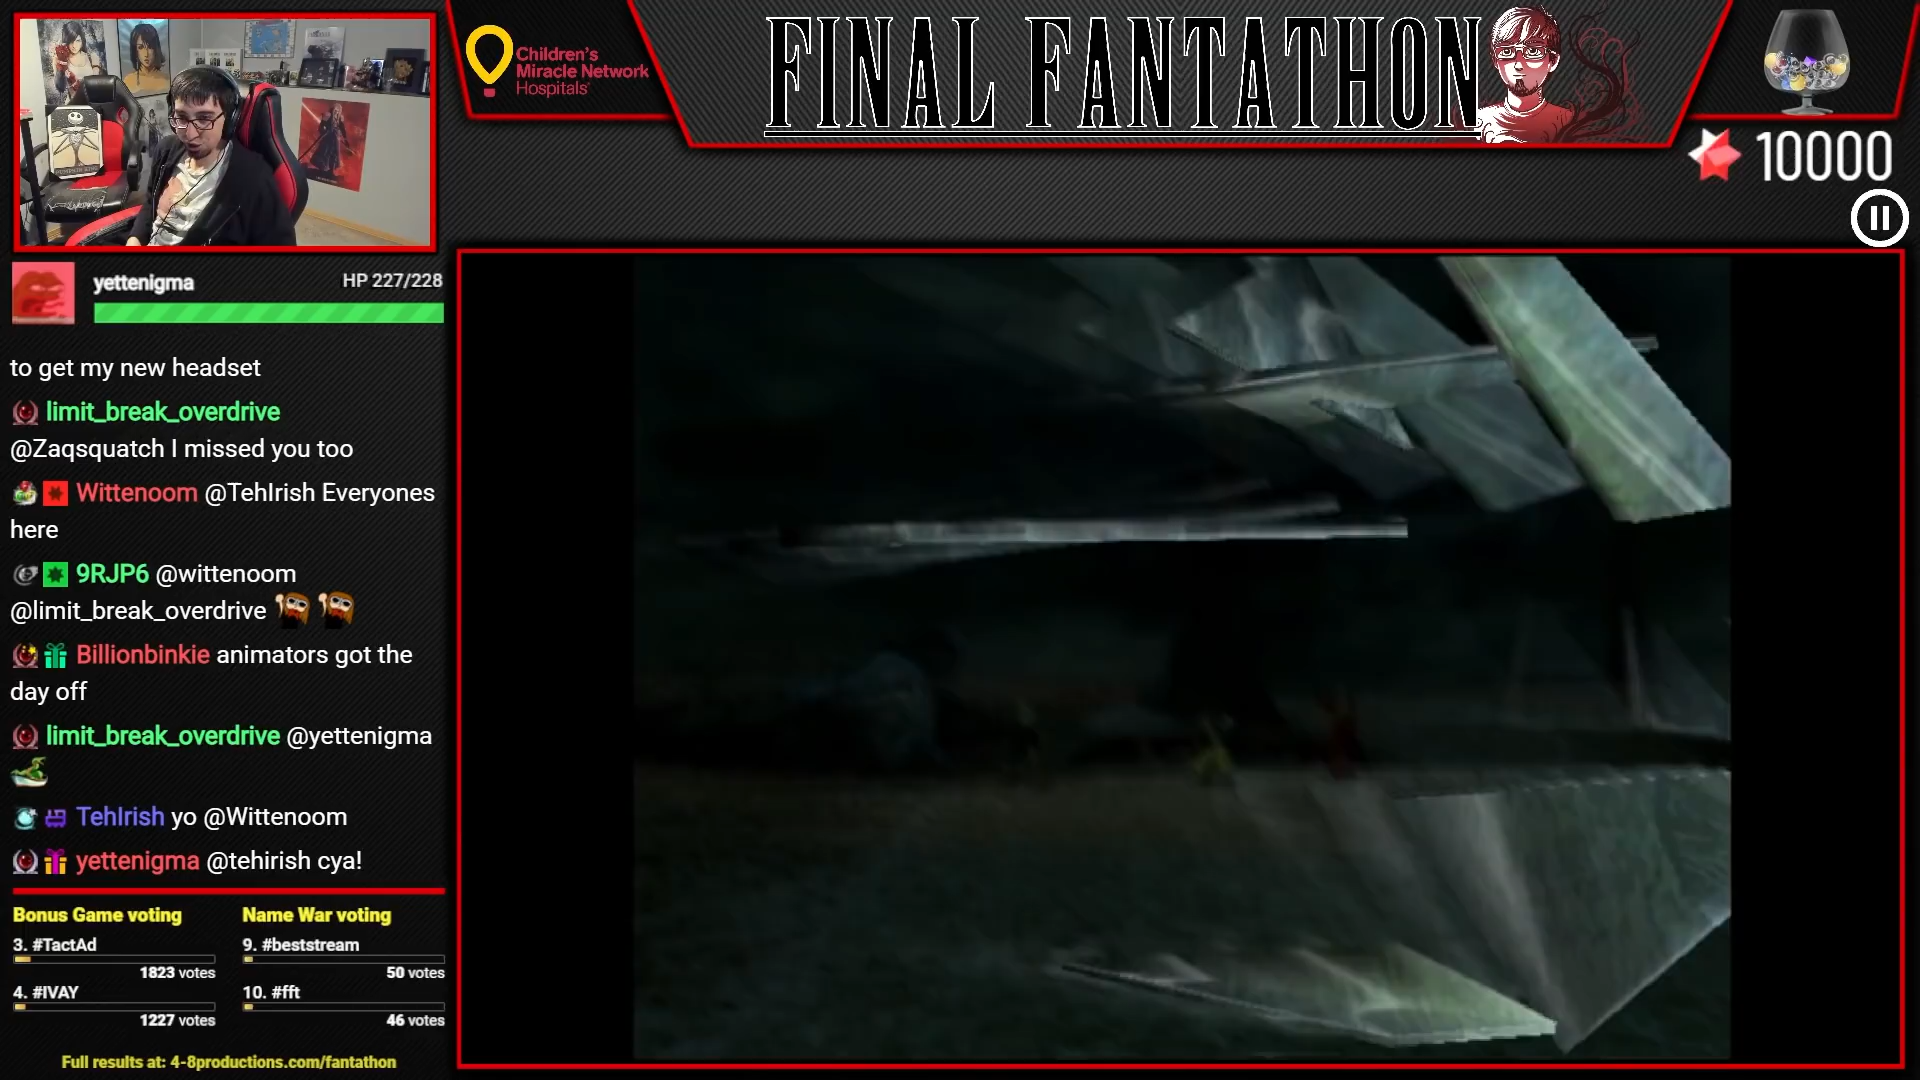 Children's
Miracle Network
Hospitals
FINAL FANTATHON
10000
yettenigma HP 227/228
to get my new headset
limit_break_overdrive
@Zaqsquatch I missed you too
Wittenoom @TehIrish Everyones
here
9RJP6 @wittenoom
@limit_break_overdrive
Billionbinkie animators got the
day off
limit_break_overdrive @yettenigma
TehIrish yo @Wittenoom
yettenigma @tehirish cya!
Bonus Game voting
3. #TactAd
1823 votes
4. #IVAY
1227 votes
Name War voting
9. #beststream
50 votes
10. #fft
46 votes
Full results at: 4-8productions.com/fantathon